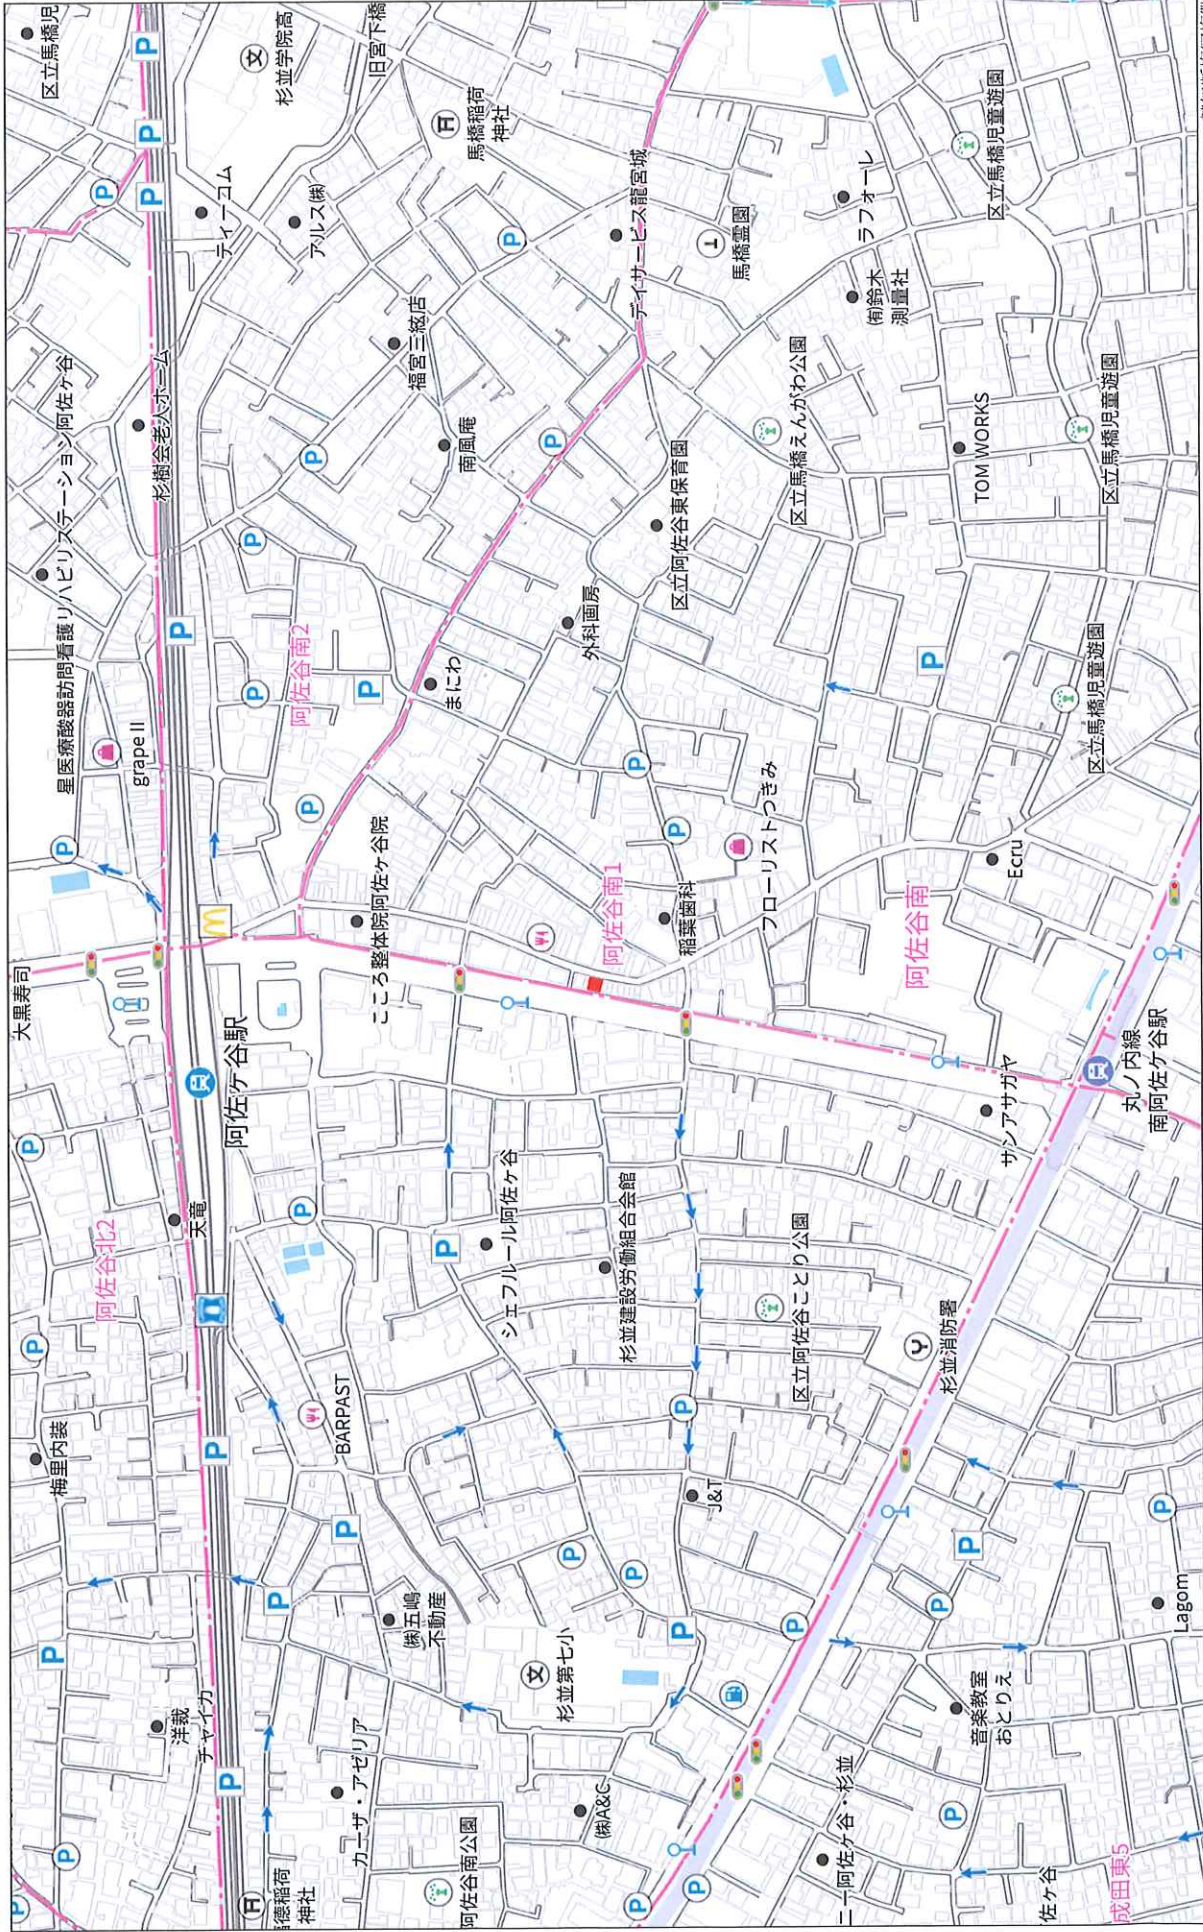 大黒寿司
星医療酸器訪問看護リハビリステーション阿佐ヶ谷
区立馬橋児
阿佐谷北2
梅里内装
grape II
天竜
阿佐ヶ谷駅
杉樹会老人ホーム
ティーコム
杉並学院高
旧宮下橋
洋裁
チャイカ
アルス㈱
阿佐谷南2
馬橋稲荷
神社
神社
カーザ・アゼリア
BARPAST
こころ整体院阿佐ヶ谷院
福宮三絃店
㈱五嶋
不動産
南風庵
まにわ
阿佐谷南公園
シェフルール阿佐ヶ谷
杉並第七小
外科画房
デイサービス龍宮城
㈱A&C
杉並建設労働組合会館
阿佐谷南1
稲葉歯科
区立阿佐谷東保育園
馬橋霊園
J&T
フローリストつきみ
区立馬橋えんがわ公園
区立阿佐谷ことり公園
ラフォーレ
㈲鈴木
測量社
ニー阿佐ヶ谷・杉並
杉並消防署
阿佐谷南
TOM WORKS
区立馬橋児童遊園
サンアサガヤ
Ecru
音楽教室
おとりえ
佐ヶ谷
区立馬橋児童遊園
区立馬橋児童遊園
成田東5
Lagom
丸ノ内線
南阿佐ケ谷駅
P